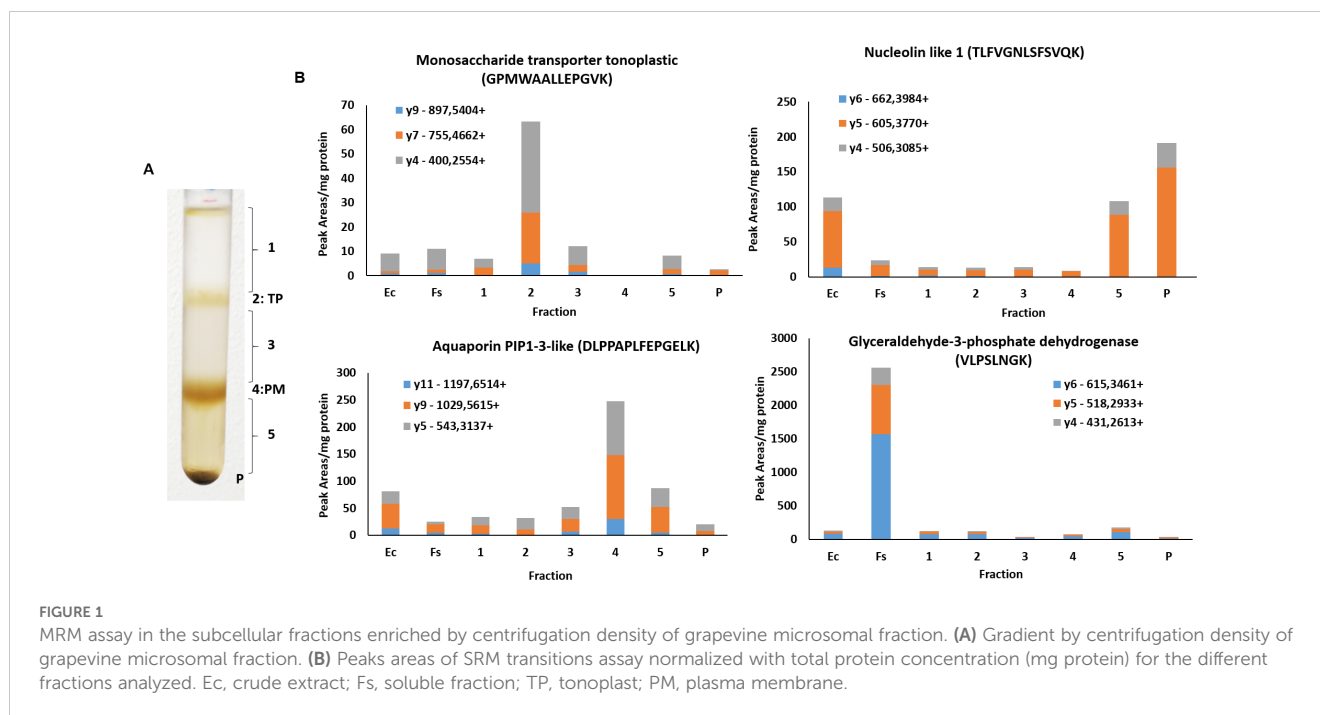 A
1
2: TP
3
4:PM
5
P
B
Monosaccharide transporter tonoplastic
(GPMWAALLEPGVK)
Peak Areas/mg protein
70
60
50
40
30
20
10
0
y9 - 897,5404+
y7 - 755,4662+
y4 - 400,2554+
Ec Fs 1 2 3 4 5 P
Fraction
Nucleolin like 1 (TLFVGNLSFSVQK)
Peak Areas/mg protein
250
200
150
100
50
0
y6 - 662,3984+
y5 - 605,3770+
y4 - 506,3085+
Ec Fs 1 2 3 4 5 P
Fraction
Aquaporin PIP1-3-like (DLPPAPLFEPGELK)
Peak Areas/mg protein
300
250
200
150
100
50
0
y11 - 1197,6514+
y9 - 1029,5615+
y5 - 543,3137+
Ec Fs 1 2 3 4 5 P
Fraction
Glyceraldehyde-3-phosphate dehydrogenase
(VLPSLNGK)
Peak Areas/mg protein
3000
2500
2000
1500
1000
500
0
y6 - 615,3461+
y5 - 518,2933+
y4 - 431,2613+
Ec Fs 1 2 3 4 5 P
Fraction
FIGURE 1
MRM assay in the subcellular fractions enriched by centrifugation density of grapevine microsomal fraction. (A) Gradient by centrifugation density of
grapevine microsomal fraction. (B) Peaks areas of SRM transitions assay normalized with total protein concentration (mg protein) for the different
fractions analyzed. Ec, crude extract; Fs, soluble fraction; TP, tonoplast; PM, plasma membrane.